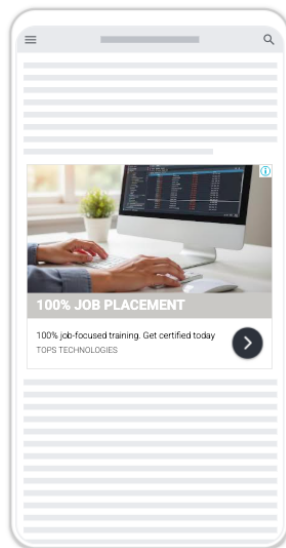 100% JOB PLACEMENT
100% job-focused training. Get certified today
TOPS TECHNOLOGIES